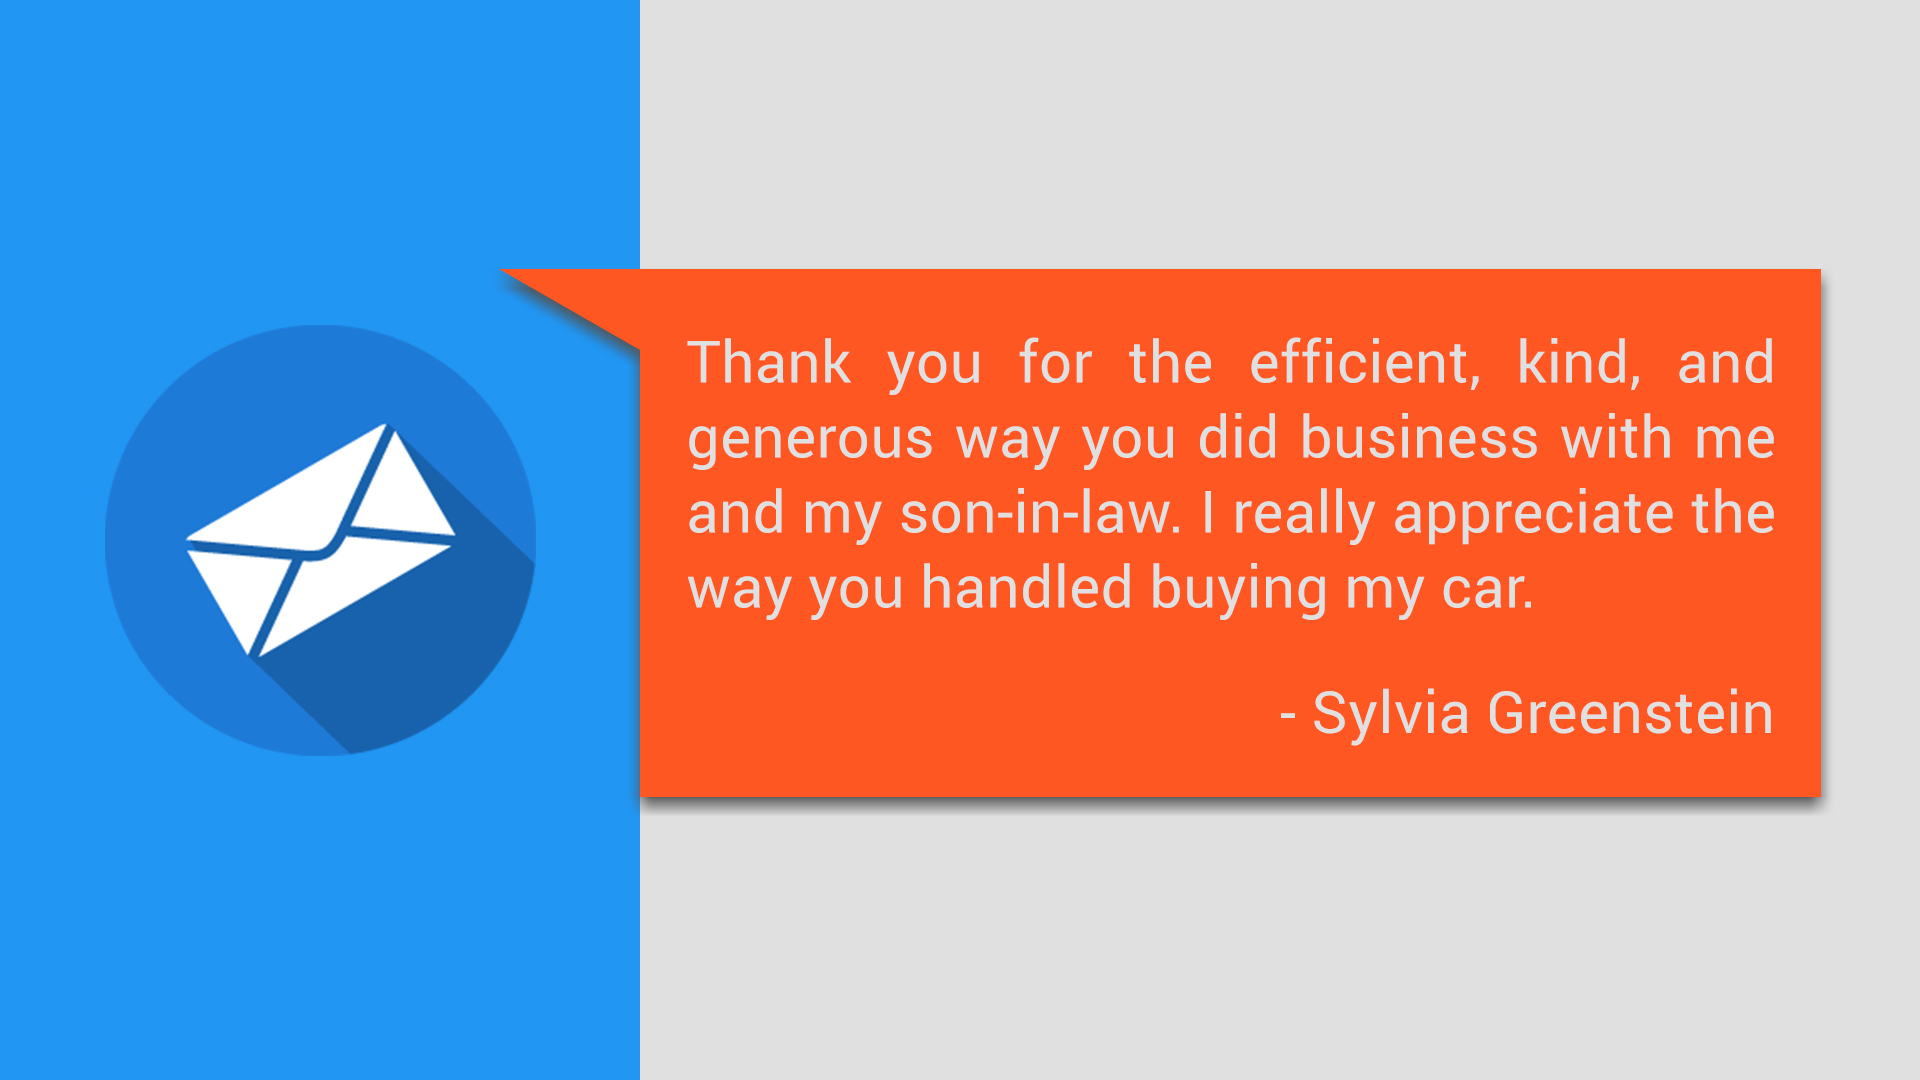 Thank you for the efficient, kind, and
generous way you did business with me
and my son-in-law. I really appreciate the
way you handled buying my car.
- Sylvia Greenstein